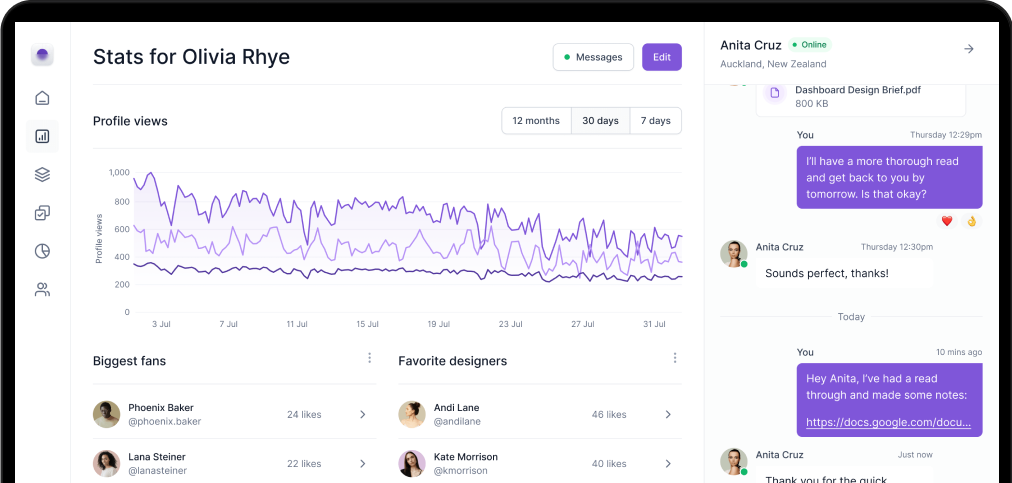 Stats for Olivia Rhye
Messages
Edit
Profile views
12 months
30 days
7 days
Profile views
1,000
800
600
400
200
0
3 Jul
7 Jul
11 Jul
15 Jul
19 Jul
23 Jul
27 Jul
31 Jul
Biggest fans
Phoenix Baker
@phoenix.baker
24 likes
Lana Steiner
@lanasteiner
22 likes
Favorite designers
Andi Lane
@andilane
46 likes
Kate Morrison
@kmorrison
40 likes
Anita Cruz
Online
Auckland, New Zealand
Dashboard Design Brief.pdf
800 KB
You
Thursday 12:29pm
I’ll have a more thorough read
and get back to you by
tomorrow. Is that okay?
Anita Cruz
Thursday 12:30pm
Sounds perfect, thanks!
Today
You
10 mins ago
Hey Anita, I’ve had a read
through and made some notes:
https://docs.google.com/docu...
Anita Cruz
Just now
Thank you for the quick